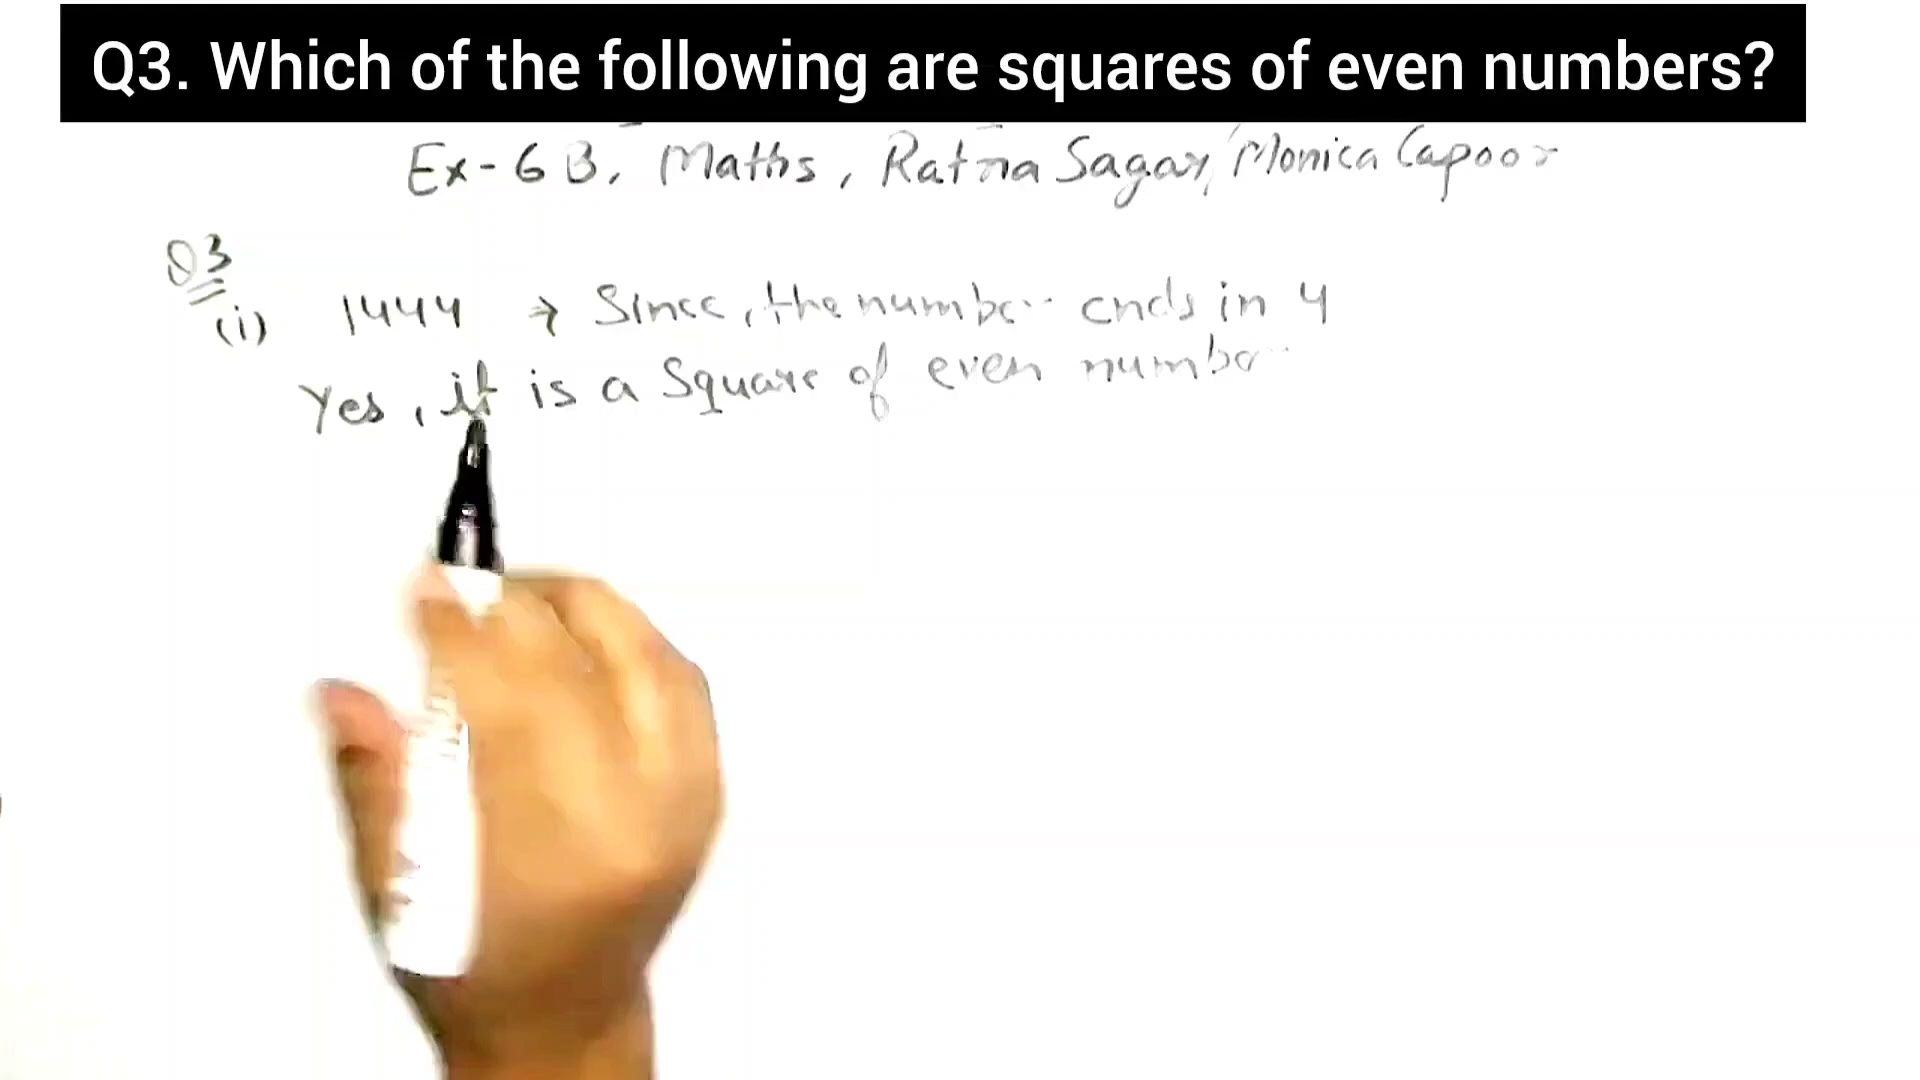 Q3. Which of the following are squares of even numbers?
Ex-6B, Maths, Ratna Sagar, Monica Capoor
Q3
(i) 1444 → Since, the number ends in 4
Yes, it is a Square of even number